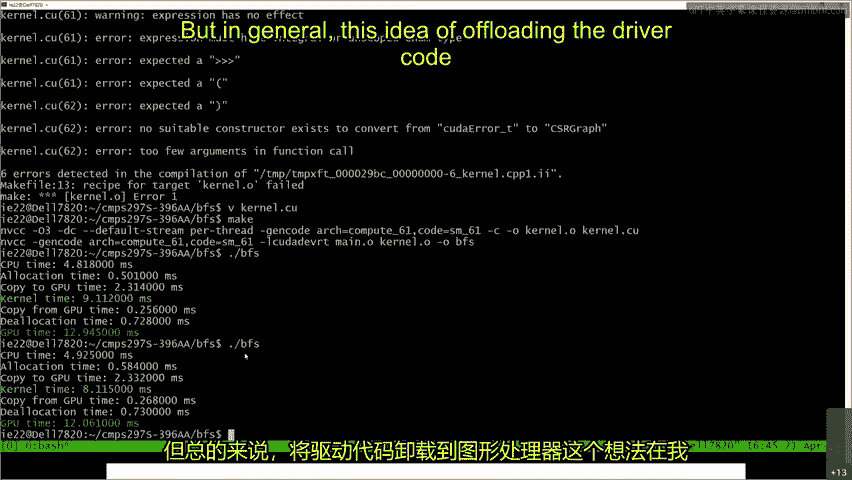 ie22@Dell7820: ~
kernel.cu(61): warning: expression has no effect
But in general, this idea of offloading the driver
code
kernel.cu(61): error:
kernel.cu(61): error: expected a ">>>"
kernel.cu(62): error: expected a "("
kernel.cu(62): error: expected a ")"
kernel.cu(62): error: no suitable constructor exists to convert from "cudaError_t" to "CSRGraph"
kernel.cu(62): error: too few arguments in function call
6 errors detected in the compilation of "/tmp/tmpxft_000029bc_00000000-6_kernel.cpp1.ii".
Makefile:13: recipe for target 'kernel.o' failed
make: *** [kernel.o] Error 1
ie22@Dell7820:~/cmps297S-396AA/bfs$ v kernel.cu
ie22@Dell7820:~/cmps297S-396AA/bfs$ make
nvcc -O3 -dc --default-stream per-thread -gencode arch=compute_61,code=sm_61 -c -o kernel.o kernel.cu
nvcc -gencode arch=compute_61,code=sm_61 -lcudadevrt main.o kernel.o -o bfs
ie22@Dell7820:~/cmps297S-396AA/bfs$ ./bfs
CPU time: 4.818000 ms
Allocation time: 0.501000 ms
Copy to GPU time: 2.314000 ms
Kernel time: 9.112000 ms
Copy from GPU time: 0.256000 ms
Deallocation time: 0.728000 ms
GPU time: 12.945000 ms
ie22@Dell7820:~/cmps297S-396AA/bfs$ ./bfs
CPU time: 4.925000 ms
Allocation time: 0.584000 ms
Copy to GPU time: 2.332000 ms
Kernel time: 8.115000 ms
Copy from GPU time: 0.268000 ms
Deallocation time: 0.730000 ms
GPU time: 12.061000 ms
ie22@Dell7820:~/cmps297S-396AA/bfs$
[0] 0:bash*
但总的来说，将驱动代码卸载到图形处理器这个想法在我
+13